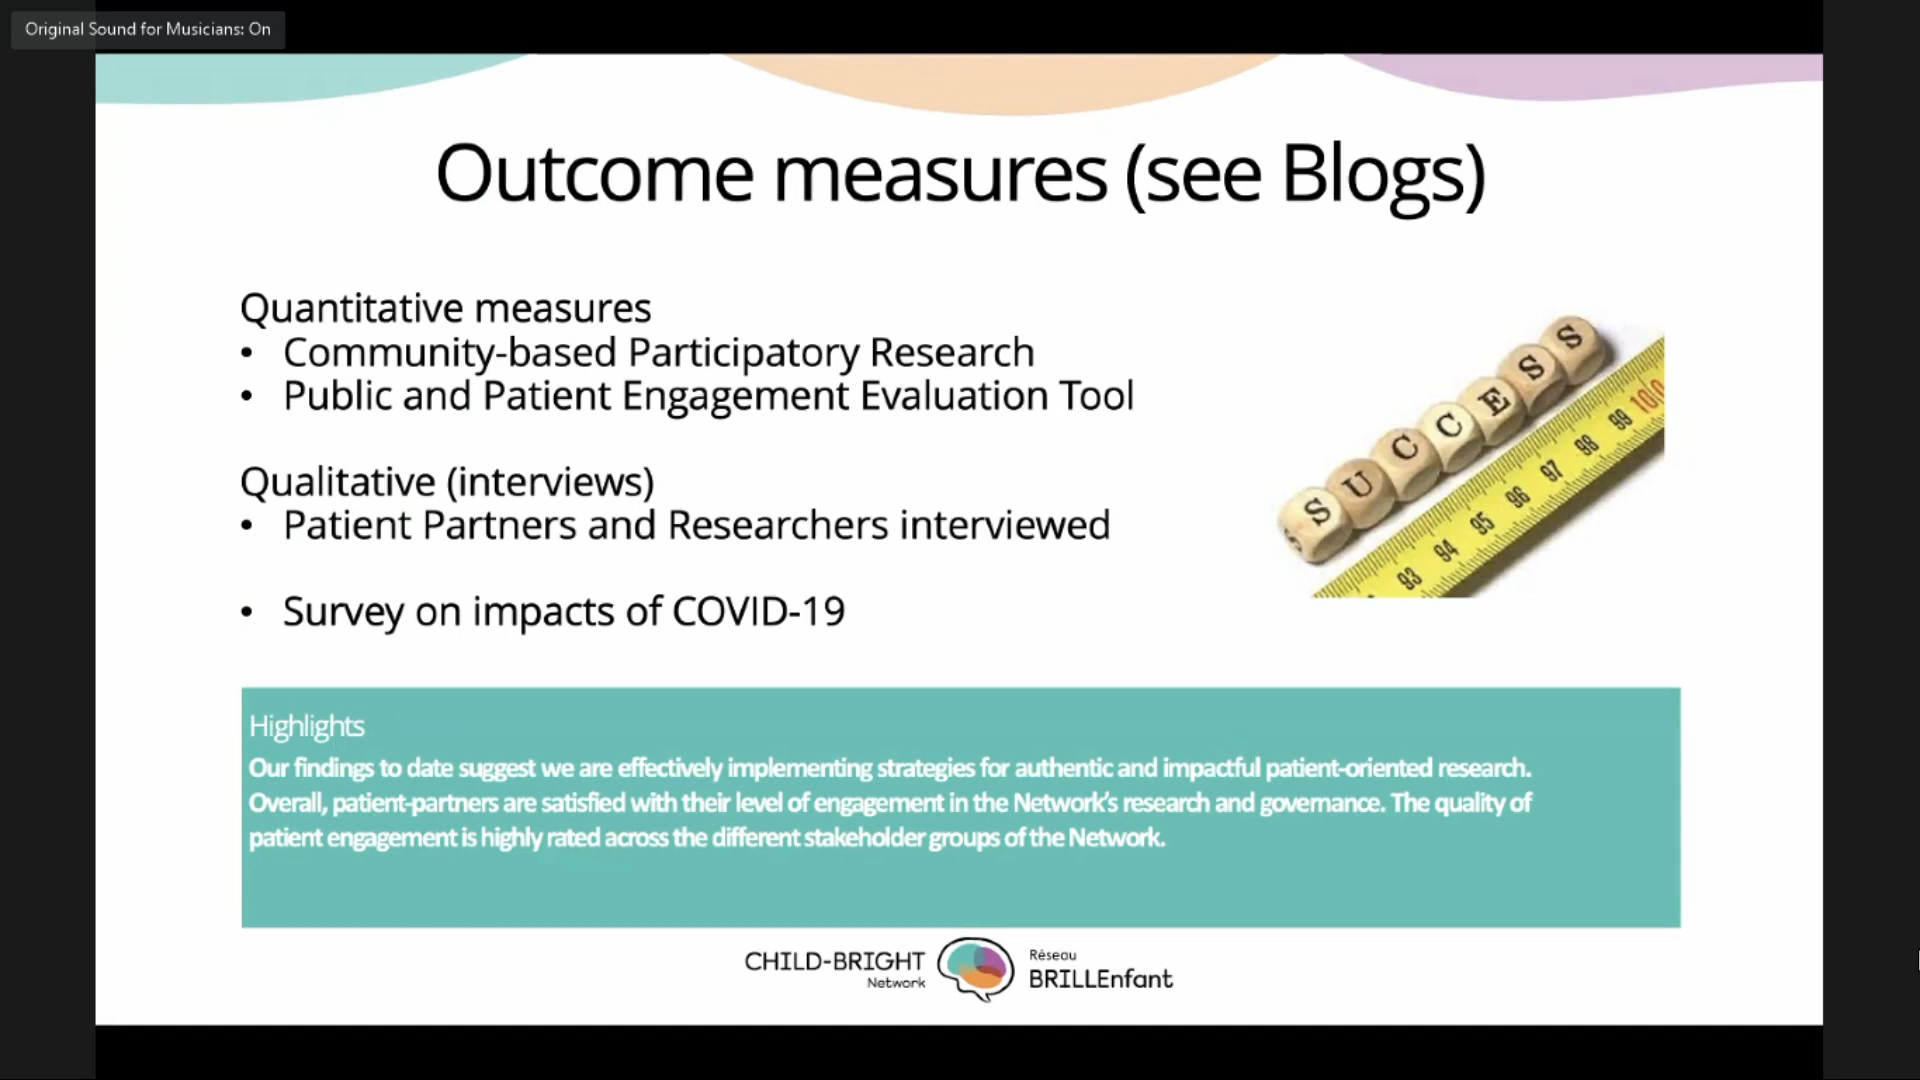 Original Sound for Musicians: On
Outcome measures (see Blogs)
Quantitative measures
• Community-based Participatory Research
• Public and Patient Engagement Evaluation Tool
Qualitative (interviews)
• Patient Partners and Researchers interviewed
• Survey on impacts of COVID-19
SUCCESS
93 94 95 96 97 98 99 100
Highlights
Our findings to date suggest we are effectively implementing strategies for authentic and impactful patient-oriented research.
Overall, patient-partners are satisfied with their level of engagement in the Network's research and governance. The quality of
patient engagement is highly rated across the different stakeholder groups of the Network.
CHILD-BRIGHT
Network
Réseau
BRILLEnfant